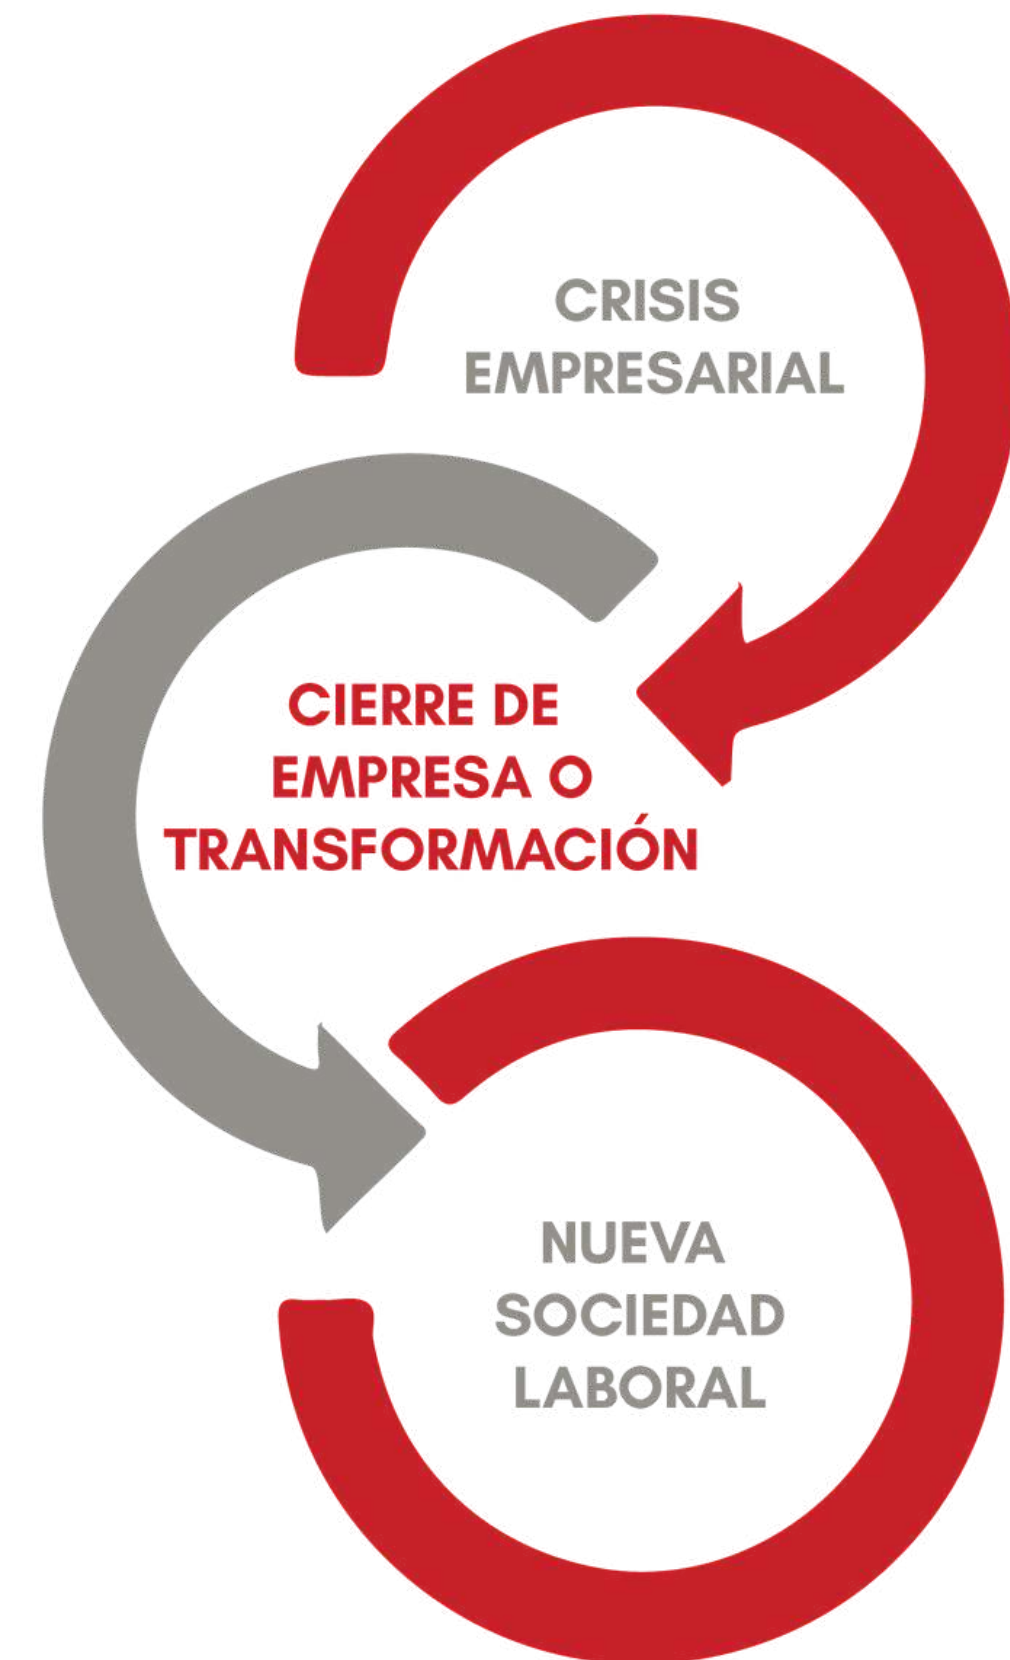 CRISIS
EMPRESARIAL
CIERRE DE
EMPRESA O
TRANSFORMACIÓN
NUEVA
SOCIEDAD
LABORAL